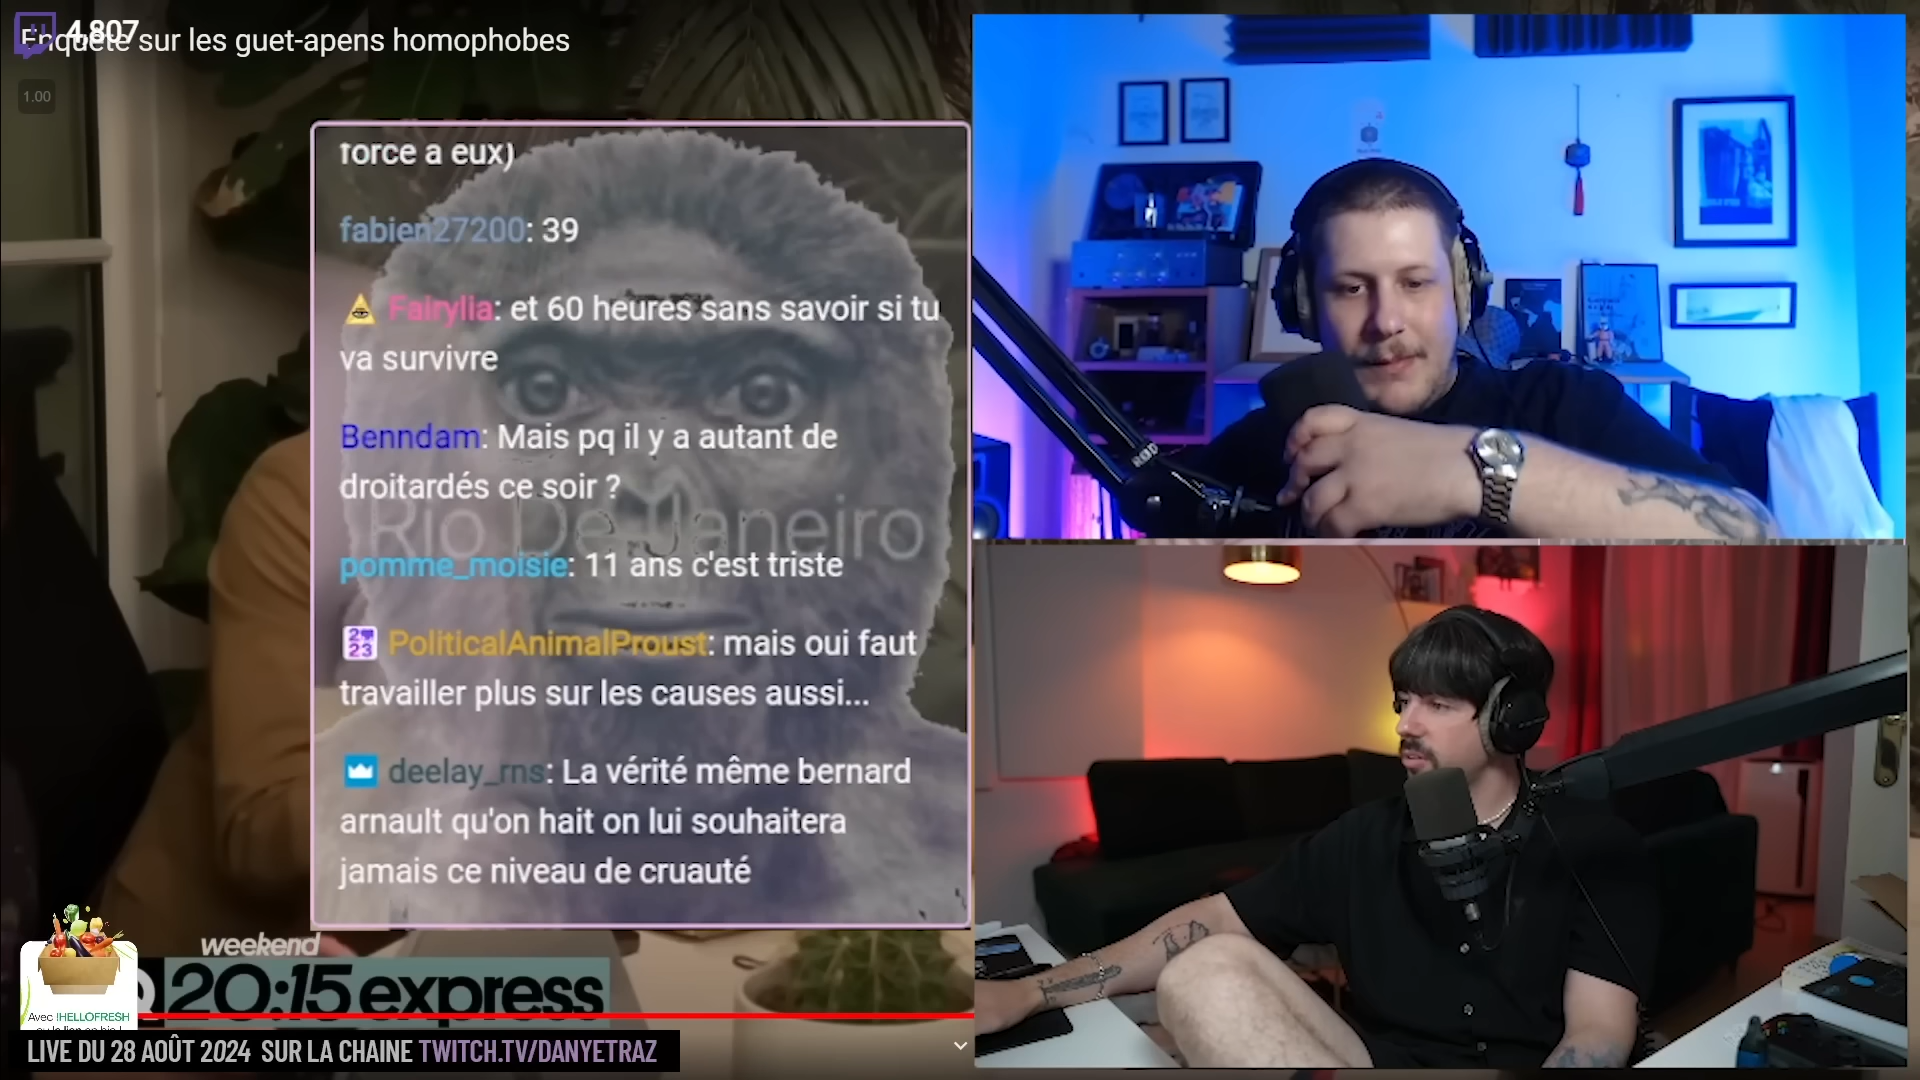 4,807
Enquête sur les guet-apens homophobes
1.00
force a eux)
fabien27200: 39
Fairylia: et 60 heures sans savoir si tu
va survivre
Benndam: Mais pq il y a autant de
droitardés ce soir ?
Rio De Janeiro
pomme_moisie: 11 ans c'est triste
2023
PoliticalAnimalProust: mais oui faut
travailler plus sur les causes aussi...
deelay_rns: La vérité même bernard
arnault qu'on hait on lui souhaitera
jamais ce niveau de cruauté
weekend
20:15 express
Avec !HELLOFRESH
LIVE DU 28 AOÛT 2024 SUR LA CHAINE TWITCH.TV/DANYETRAZ
RØDE